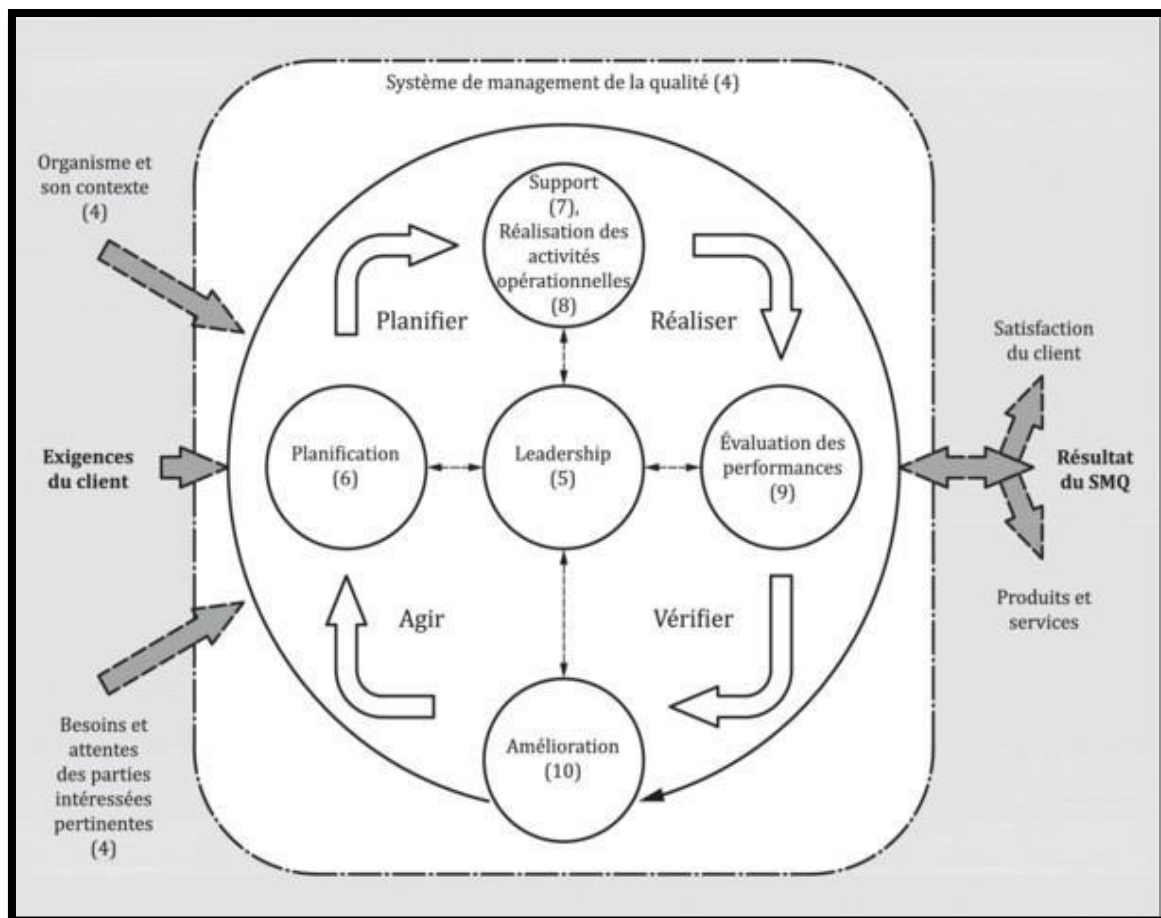 Système de management de la qualité (4)
Organisme et
son contexte
(4)
Support
(7),
Réalisation des
activités
opérationnelles
(8)
Planifier
Réaliser
Satisfaction
du client
Exigences
du client
Planification
(6)
Leadership
(5)
Évaluation des
performances
(9)
Résultat
du SMQ
Agir
Vérifier
Produits et
services
Besoins et
attentes
des parties
intéressées
pertinentes
(4)
Amélioration
(10)